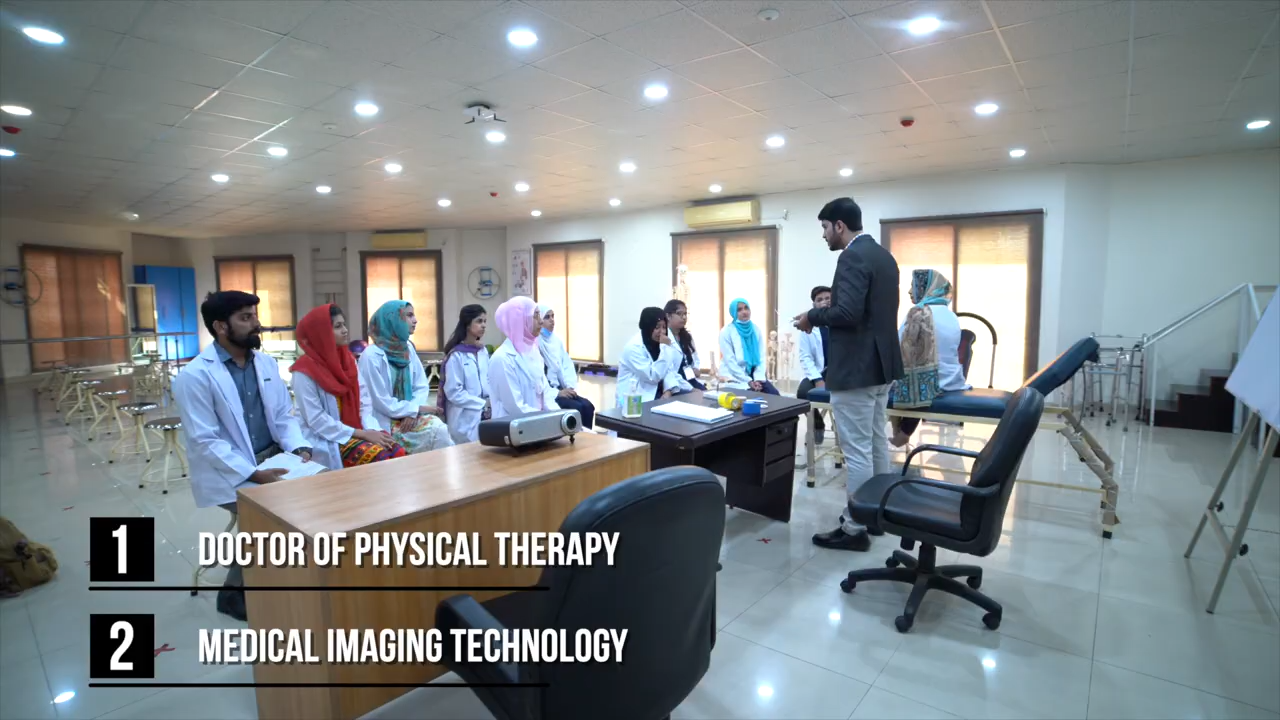 1 DOCTOR OF PHYSICAL THERAPY
2 MEDICAL IMAGING TECHNOLOGY